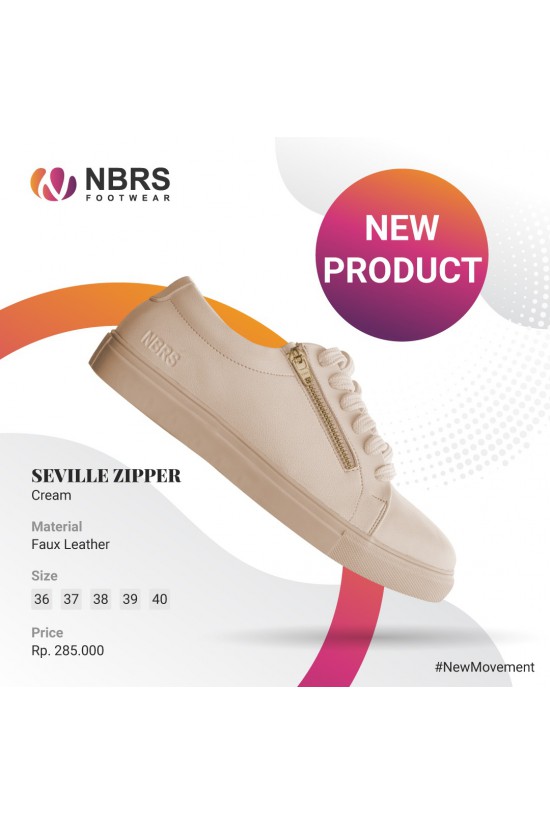 NBRS
FOOTWEAR
NEW
PRODUCT
NBRS
SEVILLE ZIPPER
Cream
Material
Faux Leather
Size
36 37 38 39 40
Price
Rp. 285.000
#NewMovement